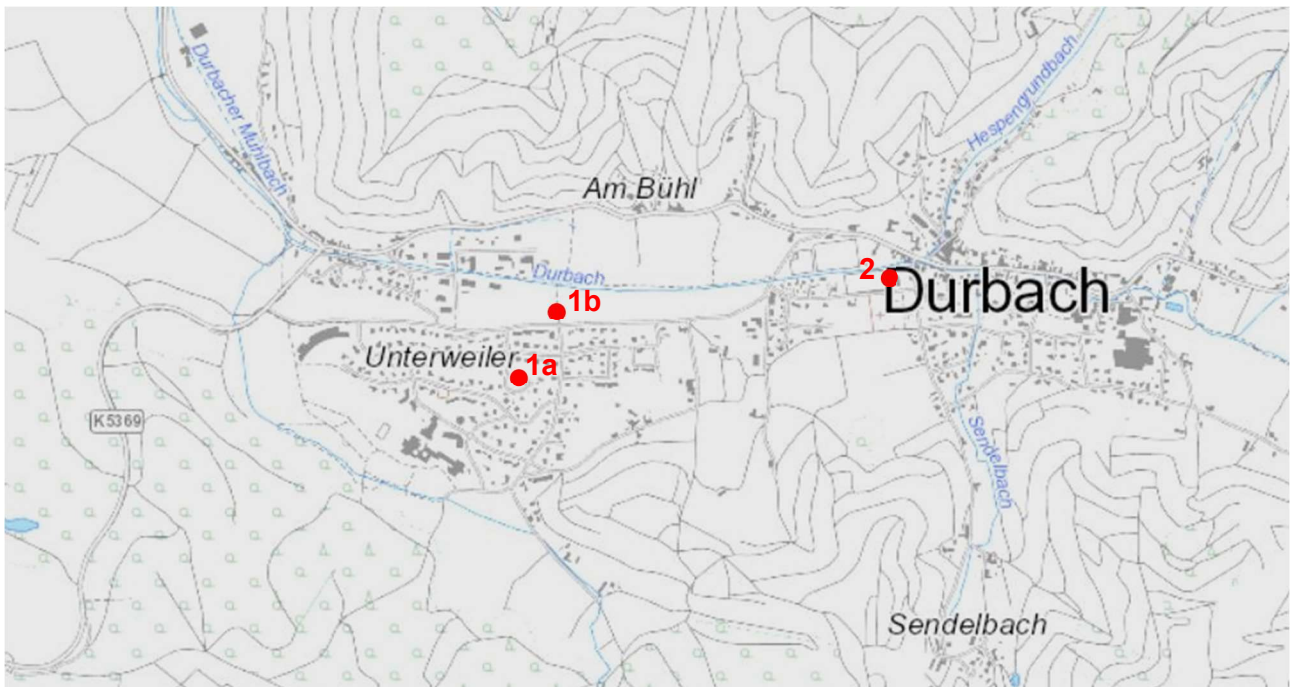 Durbacher Mühlbach
Hespengrundbach
Am Bühl
Durbach
2
Durbach
1b
Unterweiler
1a
K5369
Sendelbach
Sendelbach